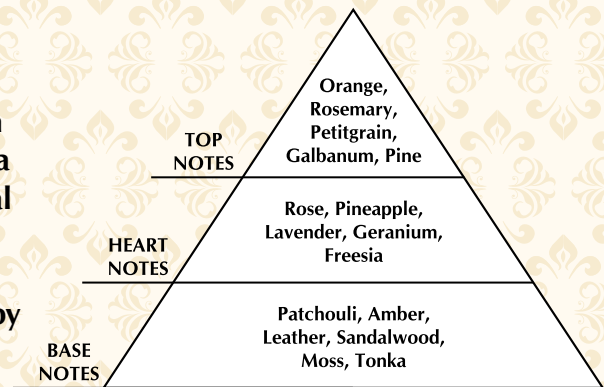 Orange,
Rosemary,
Petitgrain,
Galbanum, Pine
TOP
NOTES
Rose, Pineapple,
Lavender, Geranium,
Freesia
HEART
NOTES
Patchouli, Amber,
Leather, Sandalwood,
Moss, Tonka
BASE
NOTES